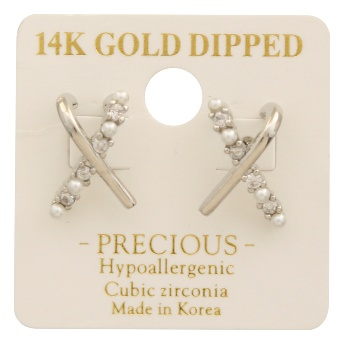 14K GOLD DIPPED
- PRECIOUS -
Hypoallergenic
Cubic zirconia
Made in Korea